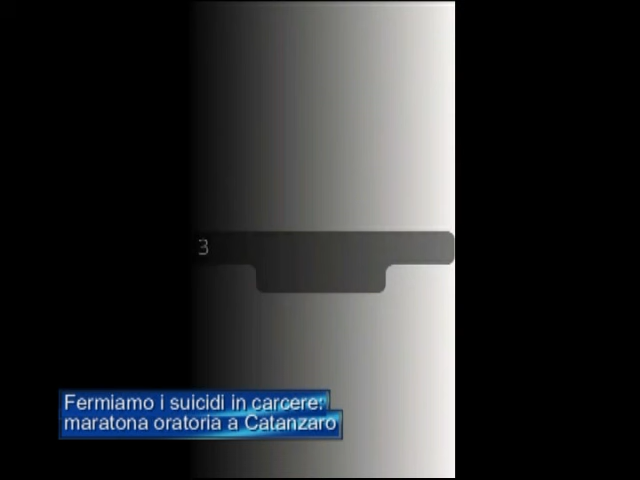 3
Fermiamo i suicidi in carcere:
maratona oratoria a Catanzaro